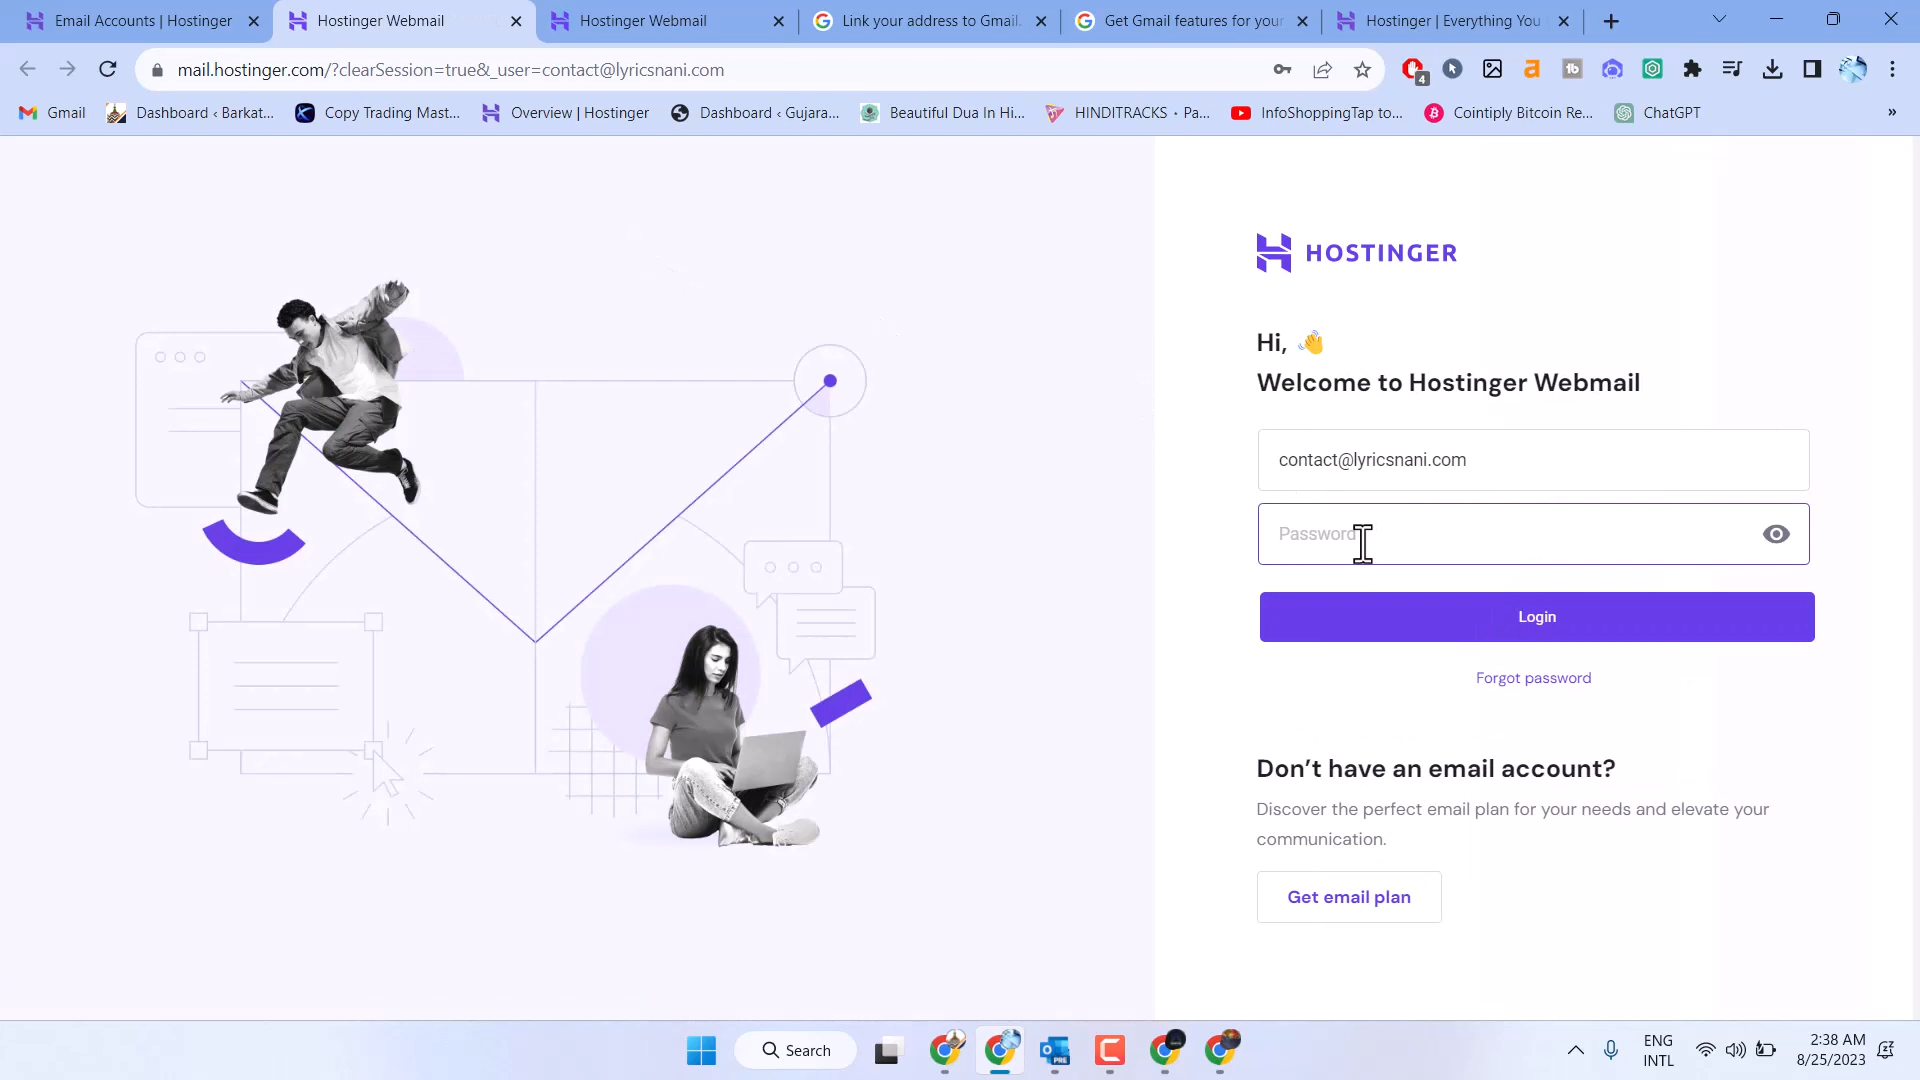 Email Accounts | Hostinger
Hostinger Webmail
Hostinger Webmail
Link your address to Gmail.
Get Gmail features for your
Hostinger | Everything You
mail.hostinger.com/?clearSession=true&_user=contact@lyricsnani.com
4
Gmail
Dashboard ‹ Barkat...
Copy Trading Mast...
Overview | Hostinger
Dashboard ‹ Gujara...
Beautiful Dua In Hi...
HINDITRACKS • Pa...
InfoShoppingTap to...
Cointiply Bitcoin Re...
ChatGPT
»
HOSTINGER
Hi, 👋
Welcome to Hostinger Webmail
contact@lyricsnani.com
Password
Login
Forgot password
Don’t have an email account?
Discover the perfect email plan for your needs and elevate your
communication.
Get email plan
Search
PRE
ENG
INTL
2:38 AM
8/25/2023